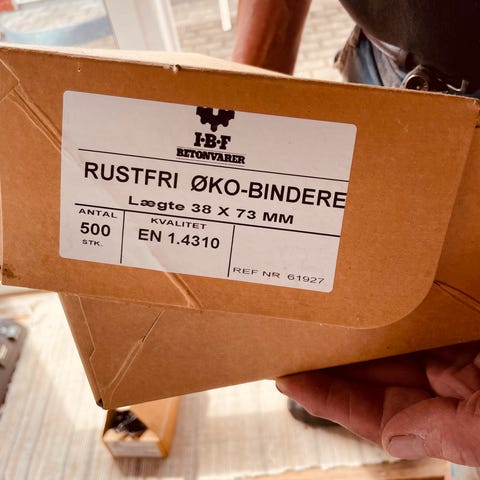 I·B·F
BETONVARER
RUSTFRI ØKO-BINDERE
Lægte 38 X 73 MM
ANTAL
500
STK.
KVALITET
EN 1.4310
REF NR 61927